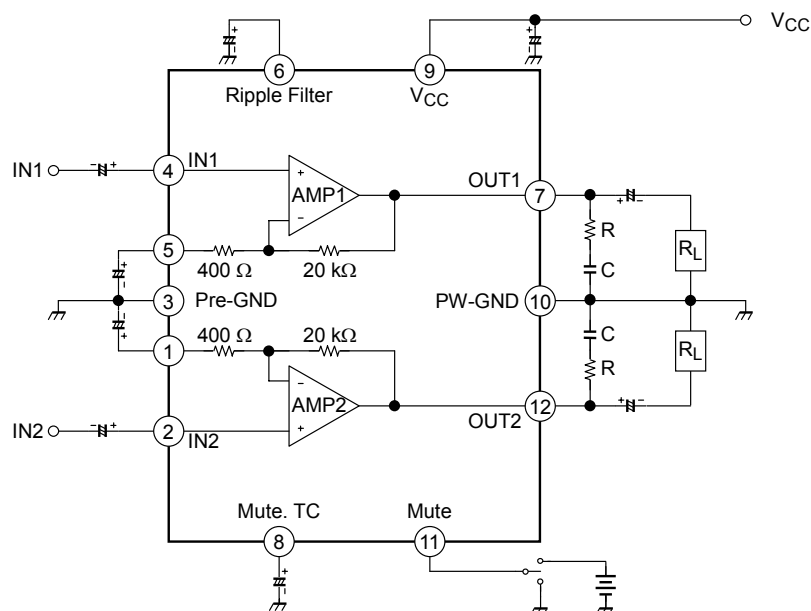 VCC
6
9
Ripple Filter
VCC
IN1
- +
4
IN1
+
AMP1
-
OUT1
7
+ -
5
400 Ω
20 kΩ
R
C
RL
3
Pre-GND
PW-GND
10
1
400 Ω
20 kΩ
C
R
RL
-
AMP2
+
IN2
- +
2
IN2
OUT2
12
+ -
Mute. TC
Mute
8
11